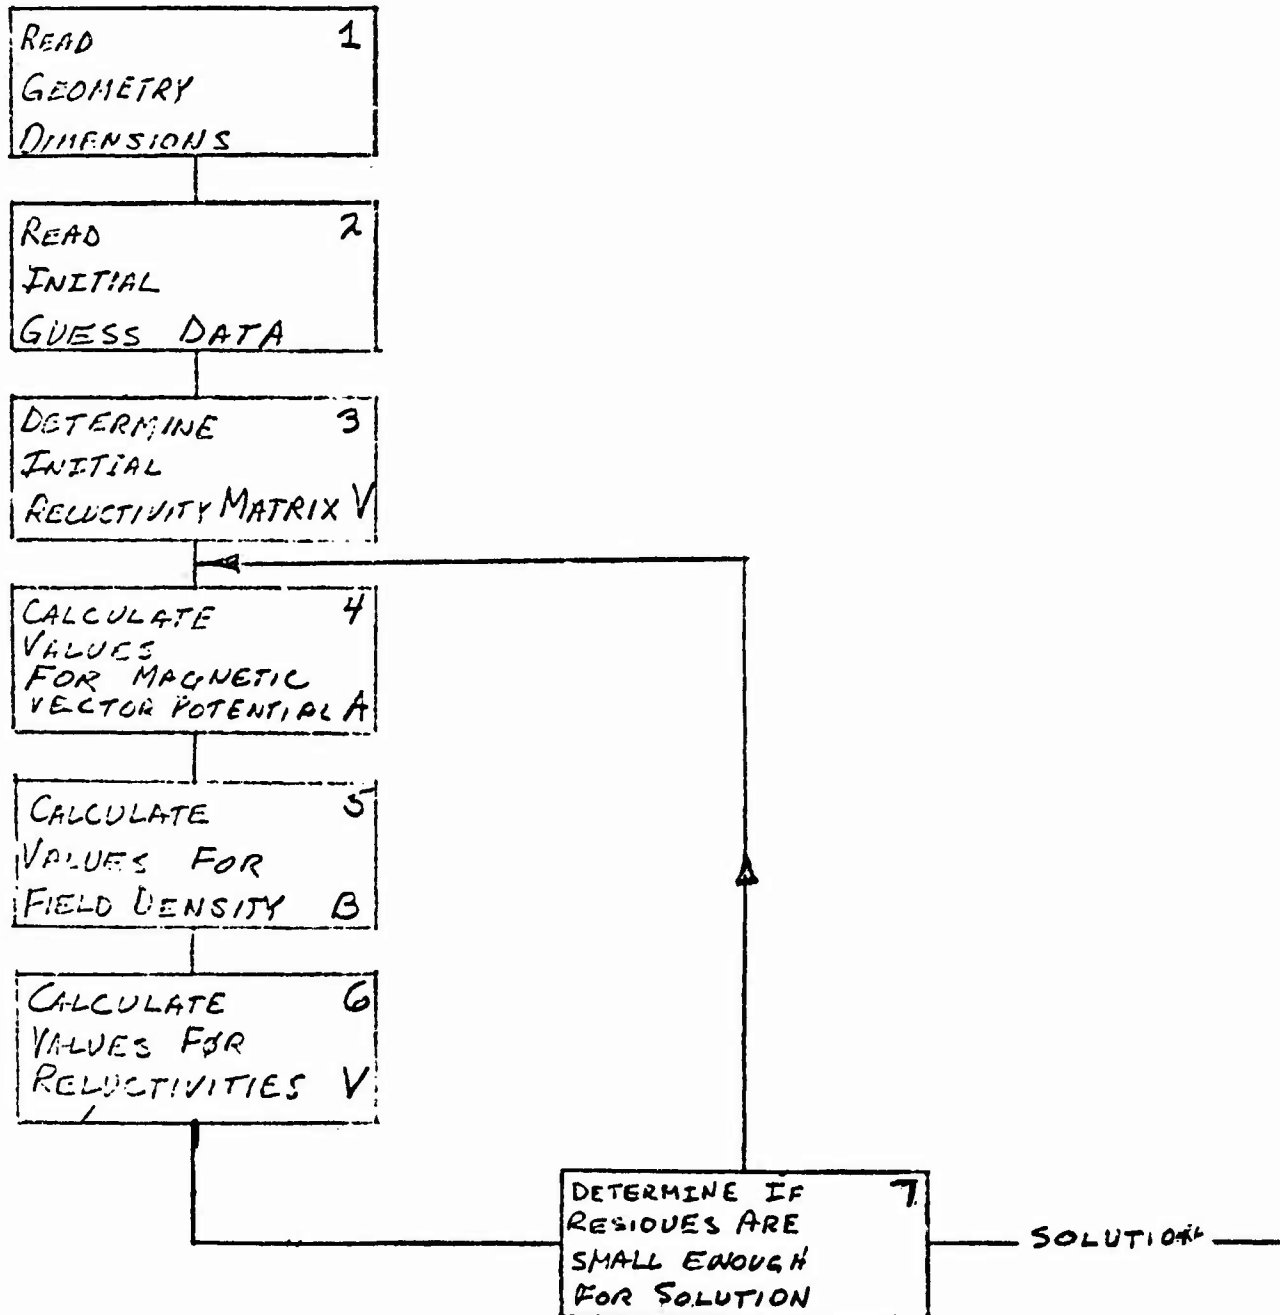 READ 1
GEOMETRY
DIMENSIONS
READ 2
INITIAL
GUESS DATA
DETERMINE 3
INITIAL
RELUCTIVITY MATRIX V
CALCULATE 4
VALUES
FOR MAGNETIC
VECTOR POTENTIAL A
CALCULATE 5
VALUES FOR
FIELD DENSITY B
CALCULATE 6
VALUES FØR
RELUCTIVITIES V
DETERMINE IF 7
RESIDUES ARE
SMALL ENOUGH
FOR SOLUTION
SOLUTION